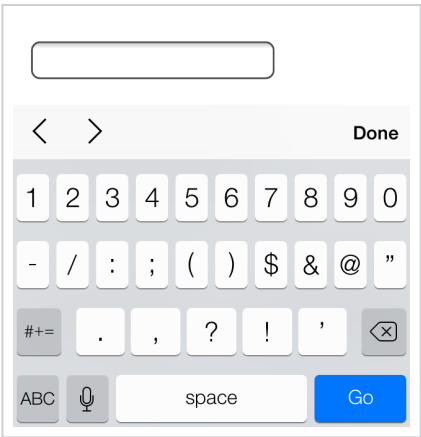 Done
1 2 3 4 5 6 7 8 9 0
- / : ; ( ) $ & @ ”
#+= . , ? ! ’
ABC space Go